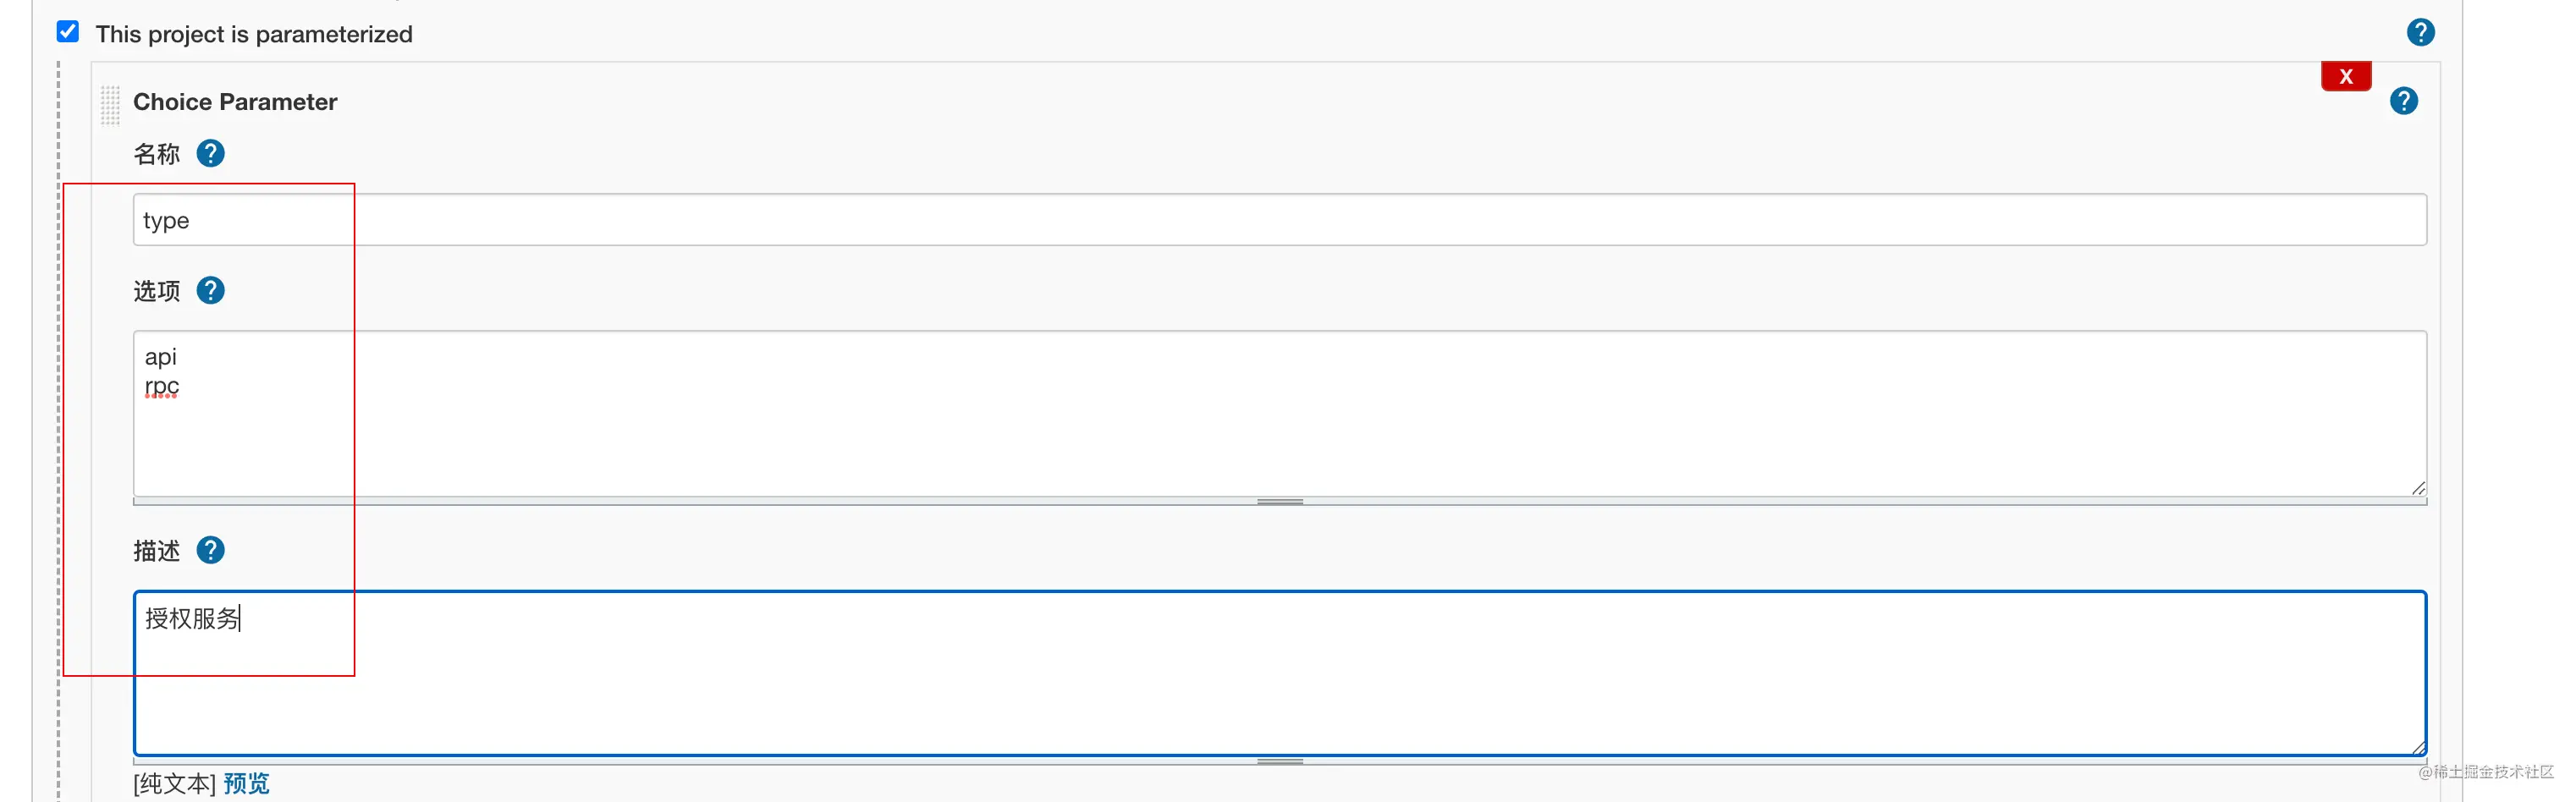 This project is parameterized
?
X
Choice Parameter
?
名称 ?
type
选项 ?
api
rpc
描述 ?
授权服务
[纯文本] 预览
@稀土掘金技术社区